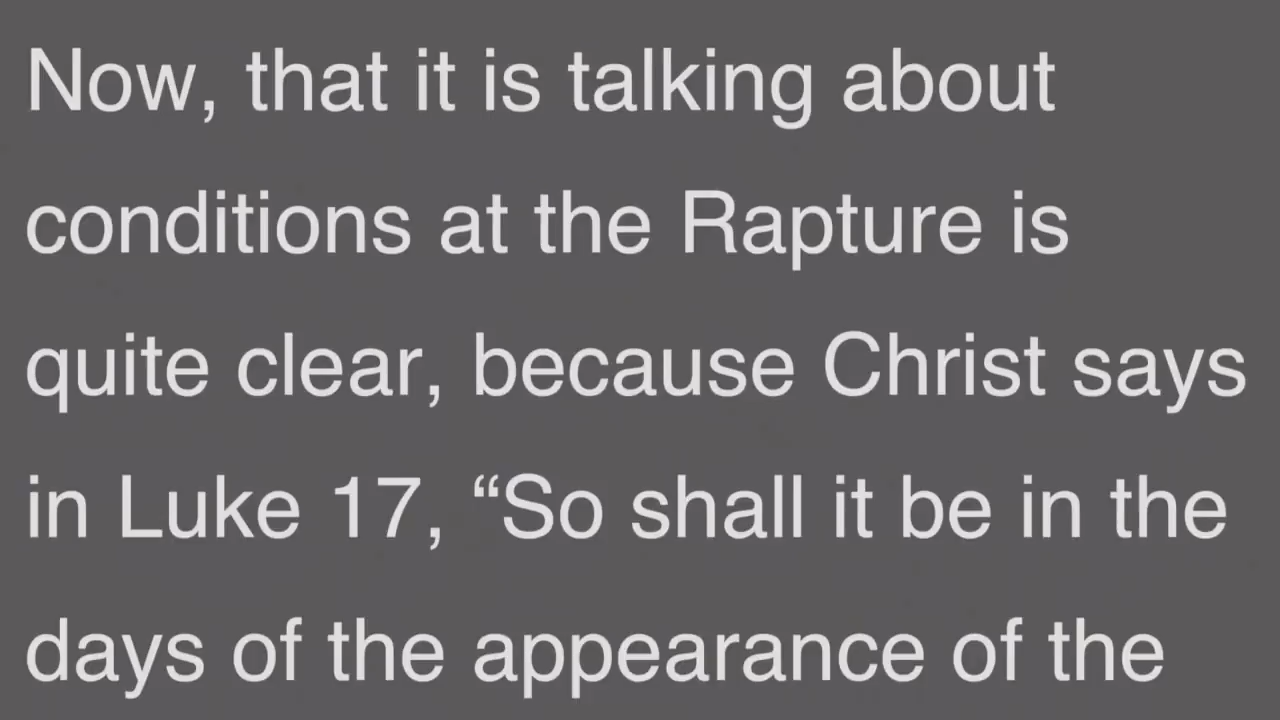 Now, that it is talking about
conditions at the Rapture is
quite clear, because Christ says
in Luke 17, “So shall it be in the
days of the appearance of the